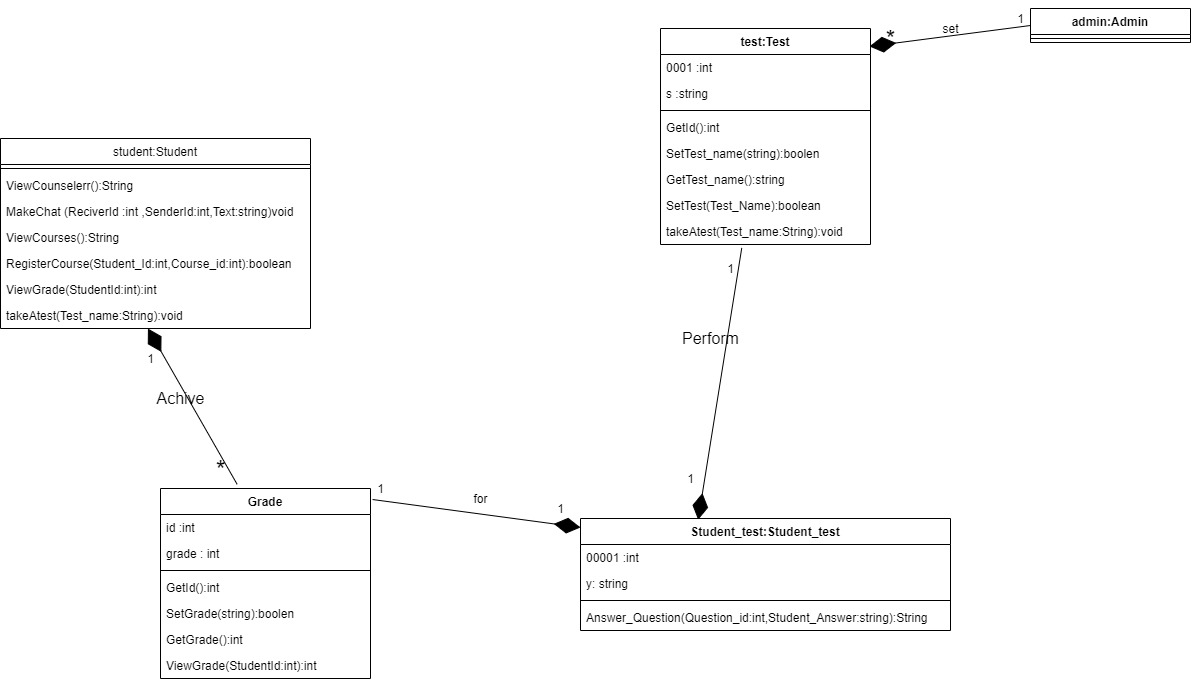 admin:Admin
1
set
*
test:Test
0001 :int
s :string
GetId():int
SetTest_name(string):boolen
GetTest_name():string
SetTest(Test_Name):boolean
takeAtest(Test_name:String):void
student:Student
ViewCounselerr():String
MakeChat (ReciverId :int ,SenderId:int,Text:string)void
ViewCourses():String
RegisterCourse(Student_Id:int,Course_id:int):boolean
ViewGrade(StudentId:int):int
takeAtest(Test_name:String):void
1
Perform
1
1
Achive
*
Grade
id :int
grade : int
GetId():int
SetGrade(string):boolen
GetGrade():int
ViewGrade(StudentId:int):int
1
for
1
Student_test:Student_test
00001 :int
y: string
Answer_Question(Question_id:int,Student_Answer:string):String